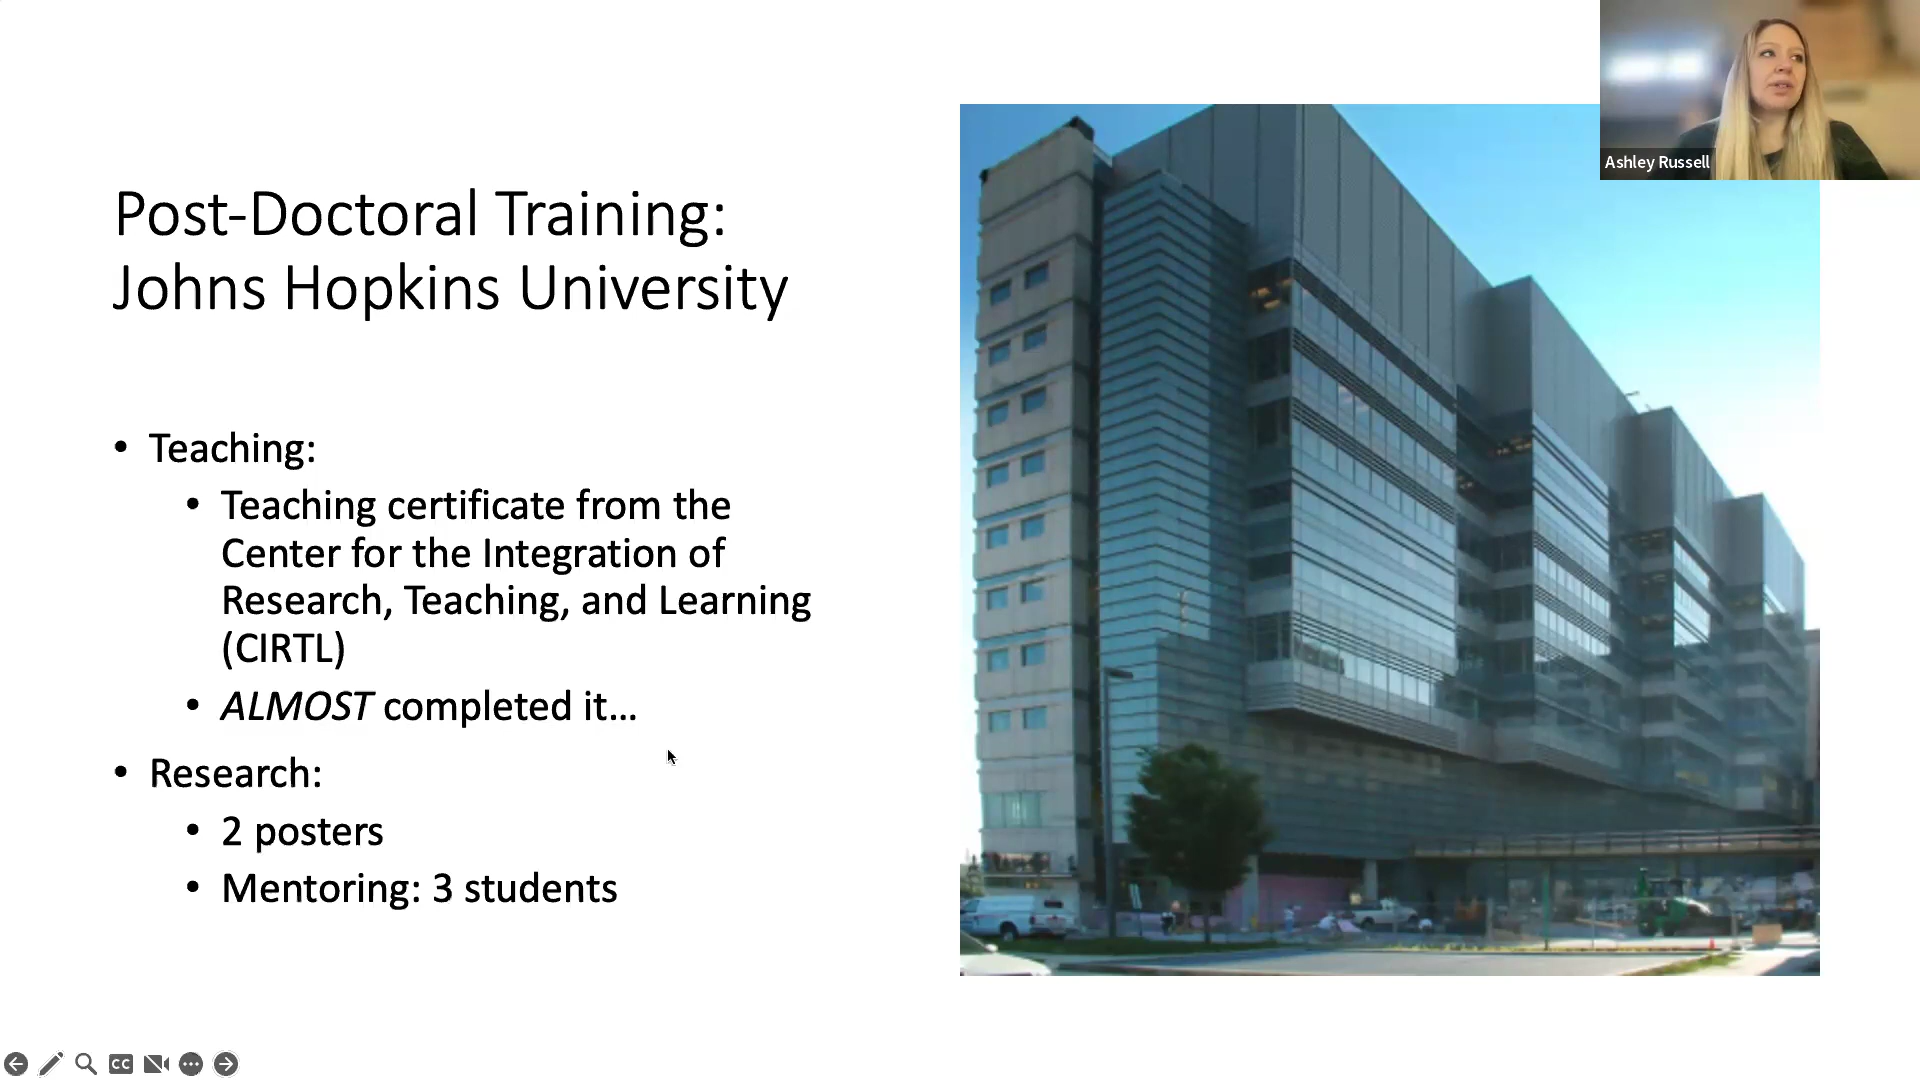 Post-Doctoral Training:
Johns Hopkins University
• Teaching:
• Teaching certificate from the
Center for the Integration of
Research, Teaching, and Learning
(CIRTL)
• ALMOST completed it...
• Research:
• 2 posters
• Mentoring: 3 students
Ashley Russell
CC